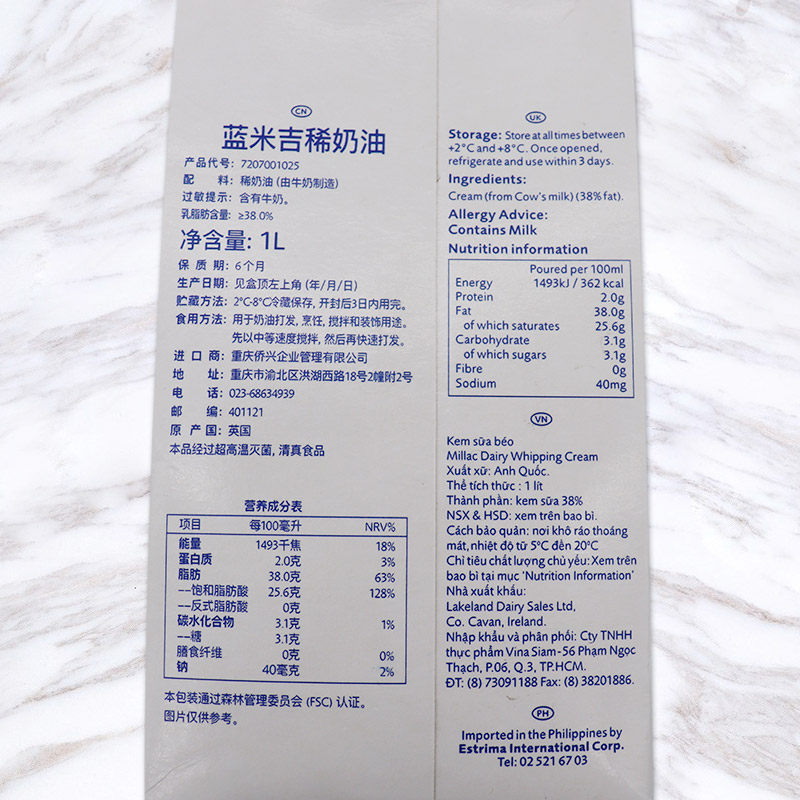 CN
蓝米吉稀奶油
产品代号: 7207001025
配 料: 稀奶油 (由牛奶制造)
过敏提示: 含有牛奶。
乳脂肪含量: ≥38.0%
净含量: 1L
保 质 期: 6个月
生产日期: 见盒顶左上角 (年/月/日)
贮藏方法: 2°C-8°C冷藏保存, 开封后3日内用完。
食用方法: 用于奶油打发, 烹饪, 搅拌和装饰用途。
先以中等速度搅拌, 然后再快速打发。
进 口 商: 重庆侨兴企业管理有限公司
地 址: 重庆市渝北区洪湖西路18号2幢附2号
电 话: 023-68634939
邮 编: 401121
原 产 国: 英国
本品经过超高温灭菌, 清真食品
营养成分表
项目 每100毫升 NRV%
能量 1493千焦 18%
蛋白质 2.0克 3%
脂肪 38.0克 63%
--饱和脂肪酸 25.6克 128%
--反式脂肪酸 0克
碳水化合物 3.1克 1%
--糖 3.1克
膳食纤维 0克 0%
钠 40毫克 2%
本包装通过森林管理委员会 (FSC) 认证。
图片仅供参考。
UK
Storage: Store at all times between
+2°C and +8°C. Once opened,
refrigerate and use within 3 days.
Ingredients:
Cream (from Cow's milk) (38% fat).
Allergy Advice:
Contains Milk
Nutrition information
Poured per 100ml
Energy 1493kJ / 362 kcal
Protein 2.0g
Fat 38.0g
of which saturates 25.6g
Carbohydrate 3.1g
of which sugars 3.1g
Fibre 0g
Sodium 40mg
VN
Kem sữa béo
Millac Dairy Whipping Cream
Xuất xứ: Anh Quốc.
Thể tích thức : 1 lít
Thành phần: kem sữa 38%
NSX & HSD: xem trên bao bì.
Cách bảo quản: nơi khô ráo thoáng
mát, nhiệt độ từ 5°C đến 20°C
Chỉ tiêu chất lượng chủ yếu: Xem trên
bao bì tại mục 'Nutrition Information'
Nhà xuất khẩu:
Lakeland Dairy Sales Ltd,
Co. Cavan, Ireland.
Nhập khẩu và phân phối: Cty TNHH
thực phẩm Vina Siam-56 Phạm Ngọc
Thạch, P.06, Q.3, TP.HCM.
ĐT: (8) 73091188 Fax: (8) 38201886.
PH
Imported in the Philippines by
Estrima International Corp.
Tel: 02 521 67 03